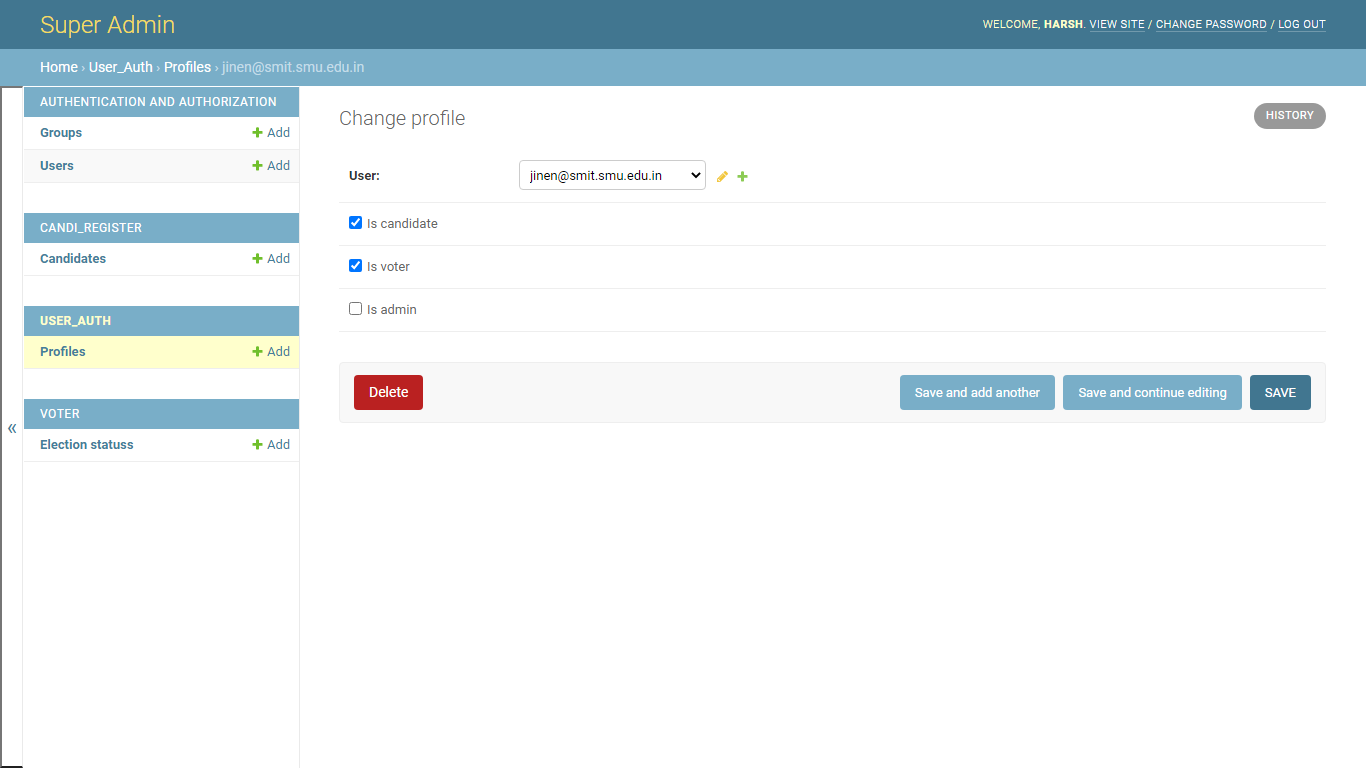 Super Admin
WELCOME, HARSH. VIEW SITE / CHANGE PASSWORD / LOG OUT
Home › User_Auth › Profiles › jinen@smit.smu.edu.in
AUTHENTICATION AND AUTHORIZATION
Groups + Add
Users + Add
CANDI_REGISTER
Candidates + Add
USER_AUTH
Profiles + Add
VOTER
Election statuss + Add
«
Change profile
HISTORY
User: jinen@smit.smu.edu.in
Is candidate
Is voter
Is admin
Delete Save and add another Save and continue editing SAVE